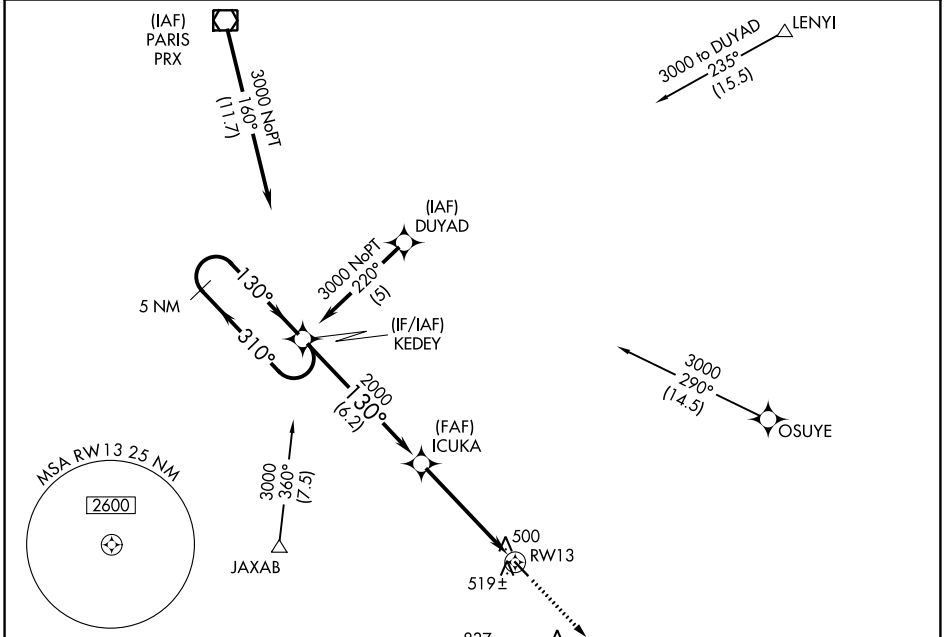 (IAF)
PARIS
PRX
3000 NoPT
160°
(11.7)
LENYI
3000 to DUYAD
235°
(15.5)
(IAF)
DUYAD
3000 NoPT
220°
(5)
130°
5 NM
310°
(IF/IAF)
KEDEY
2000
130°
(6.2)
3000
290°
(14.5)
OSUYE
(FAF)
ICUKA
MSA RW13 25 NM
2600
3000
360°
(7.5)
JAXAB
500
RW13
519±